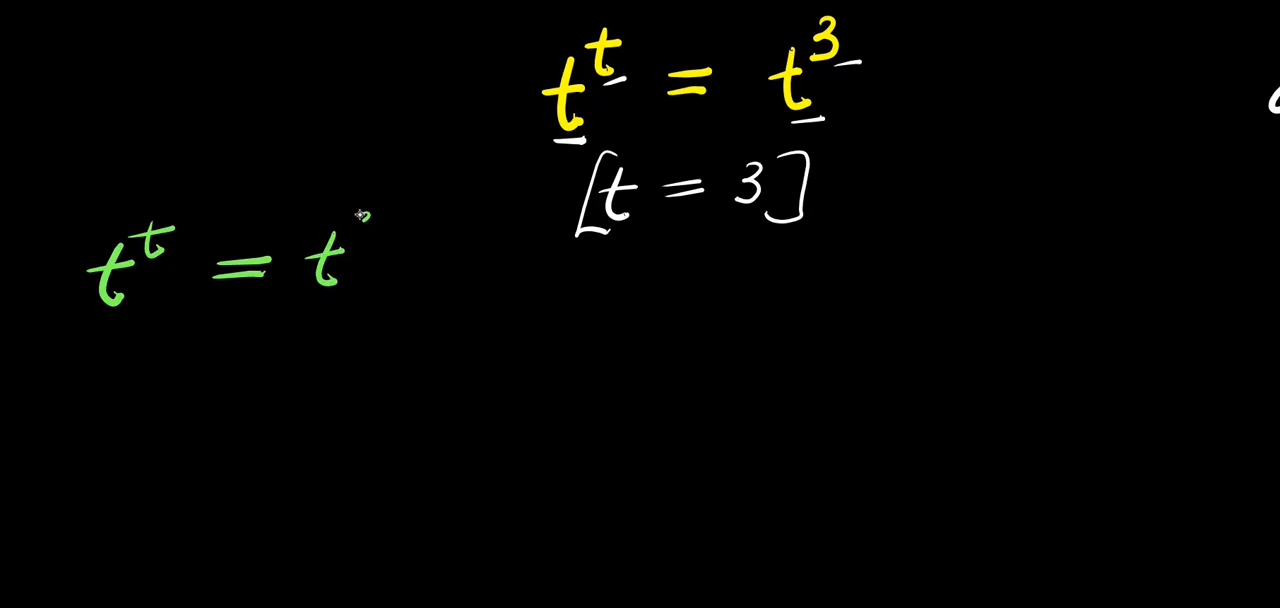 t^t = t^3
[t = 3]
t^t = t